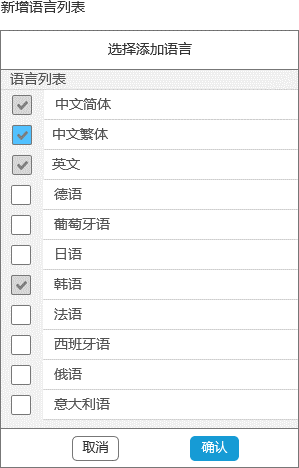 新增语言列表
选择添加语言
语言列表
中文简体
中文繁体
英文
德语
葡萄牙语
日语
韩语
法语
西班牙语
俄语
意大利语
取消 确认